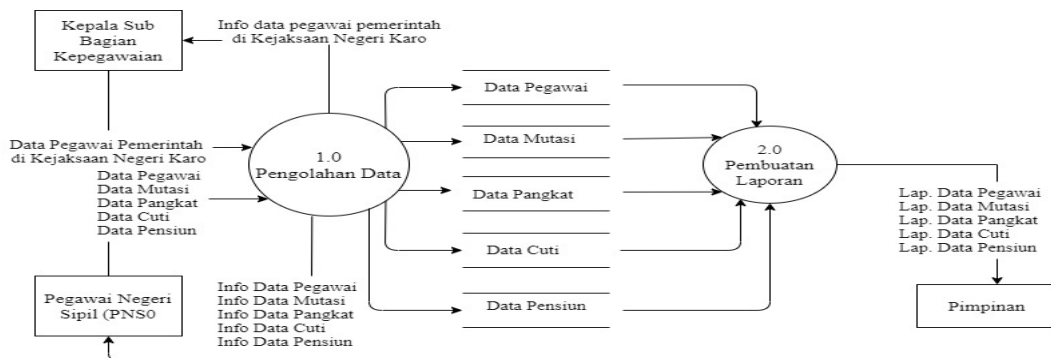 Kepala Sub
Bagian
Kepegawaian
Info data pegawai pemerintah
di Kejaksaan Negeri Karo
Data Pegawai Pemerintah
di Kejaksaan Negeri Karo
Data Pegawai
Data Mutasi
Data Pangkat
Data Cuti
Data Pensiun
Pegawai Negeri
Sipil (PNS0
1.0
Pengolahan Data
Info Data Pegawai
Info Data Mutasi
Info Data Pangkat
Info Data Cuti
Info Data Pensiun
Data Pegawai
Data Mutasi
Data Pangkat
Data Cuti
Data Pensiun
2.0
Pembuatan
Laporan
Lap. Data Pegawai
Lap. Data Mutasi
Lap. Data Pangkat
Lap. Data Cuti
Lap. Data Pensiun
Pimpinan